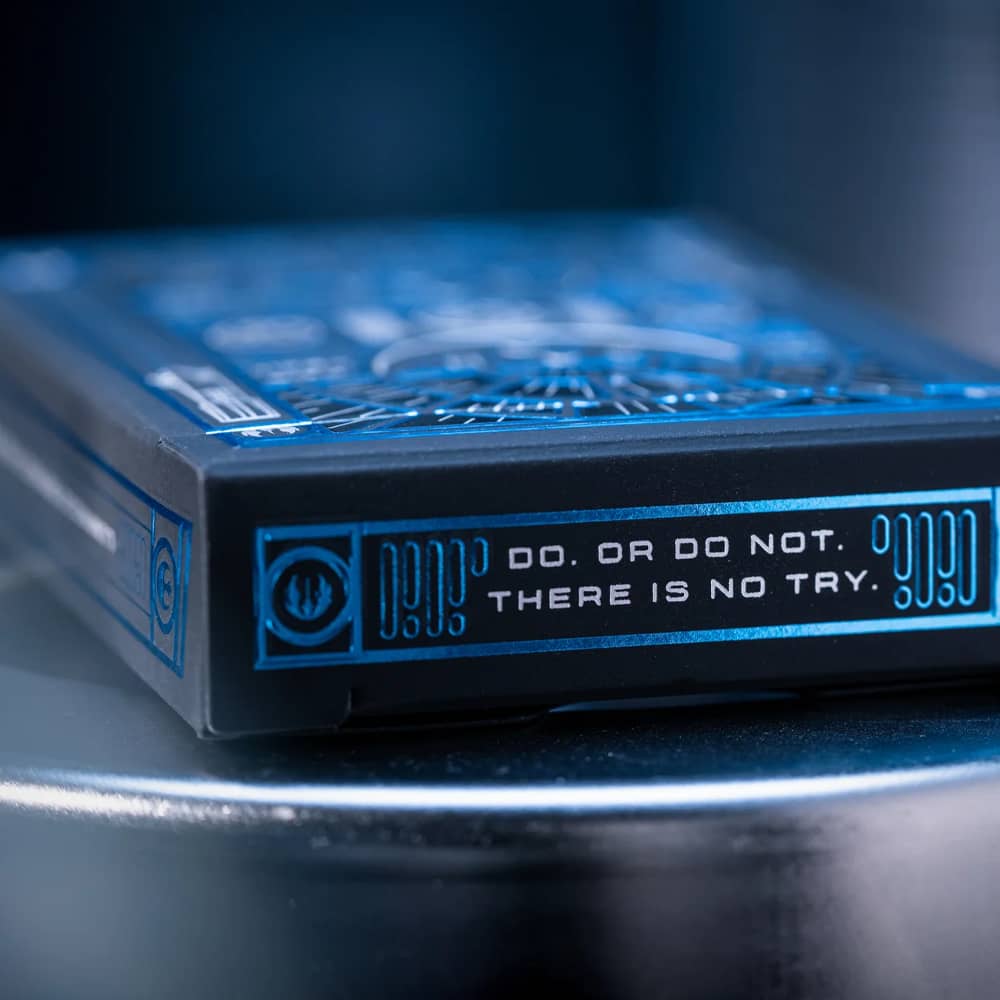 DO. OR DO NOT.
THERE IS NO TRY.